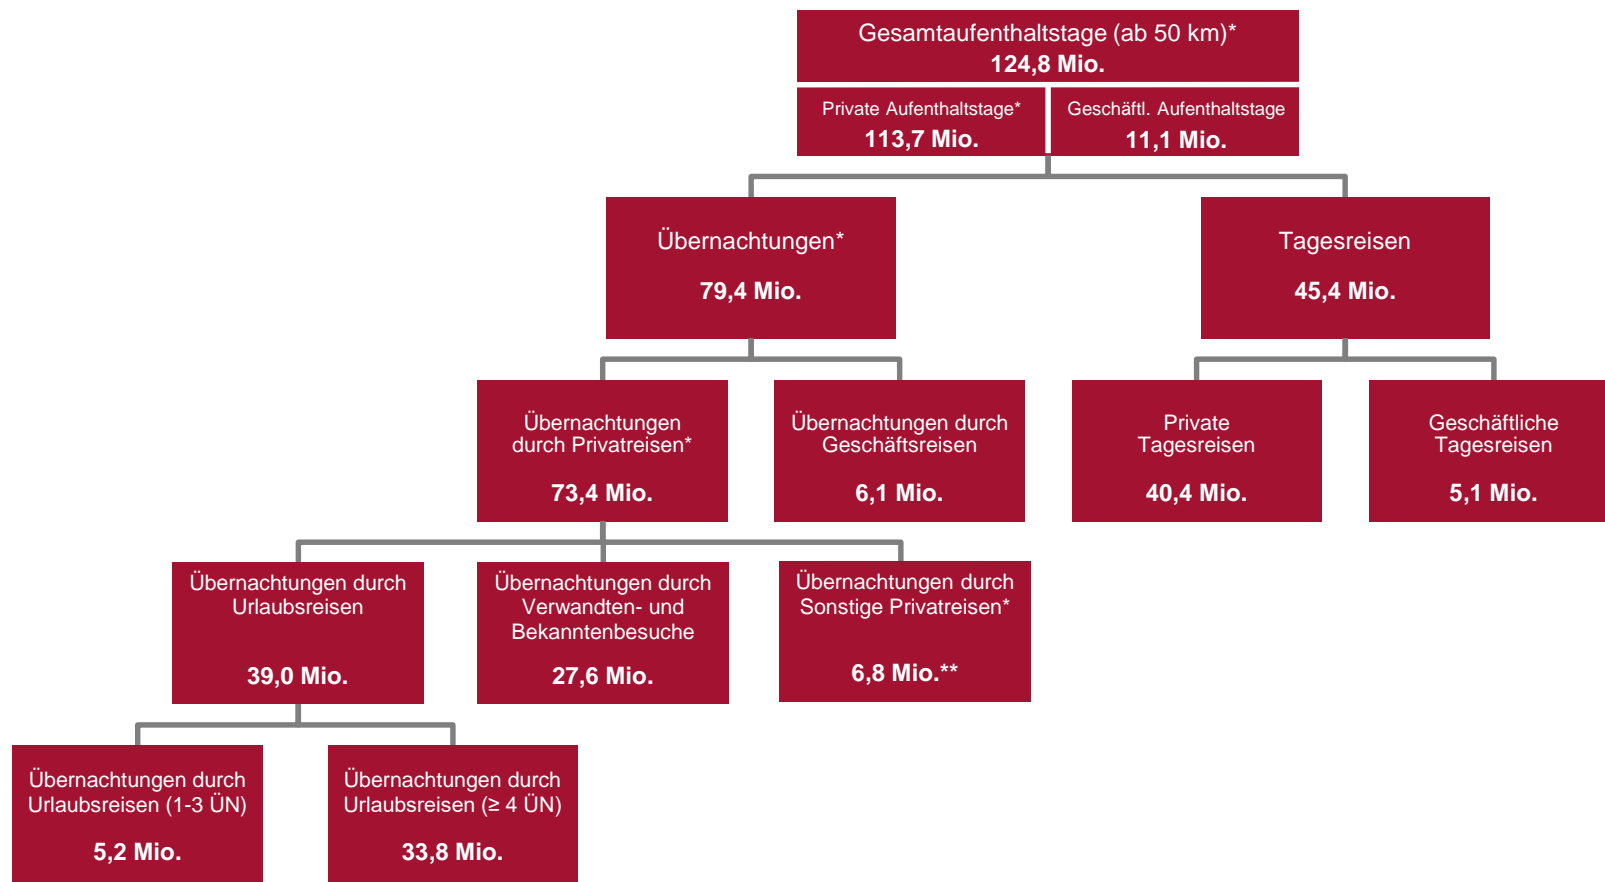 Gesamtaufenthaltstage (ab 50 km)*
124,8 Mio.
Private Aufenthaltstage*
113,7 Mio.
Geschäftl. Aufenthaltstage
11,1 Mio.
Übernachtungen*
79,4 Mio.
Tagesreisen
45,4 Mio.
Übernachtungen
durch Privatreisen*
73,4 Mio.
Übernachtungen durch
Geschäftsreisen
6,1 Mio.
Private
Tagesreisen
40,4 Mio.
Geschäftliche
Tagesreisen
5,1 Mio.
Übernachtungen durch
Urlaubsreisen
39,0 Mio.
Übernachtungen durch
Verwandten- und
Bekanntenbesuche
27,6 Mio.
Übernachtungen durch
Sonstige Privatreisen*
6,8 Mio.**
Übernachtungen durch
Urlaubsreisen (1-3 ÜN)
5,2 Mio.
Übernachtungen durch
Urlaubsreisen (≥ 4 ÜN)
33,8 Mio.